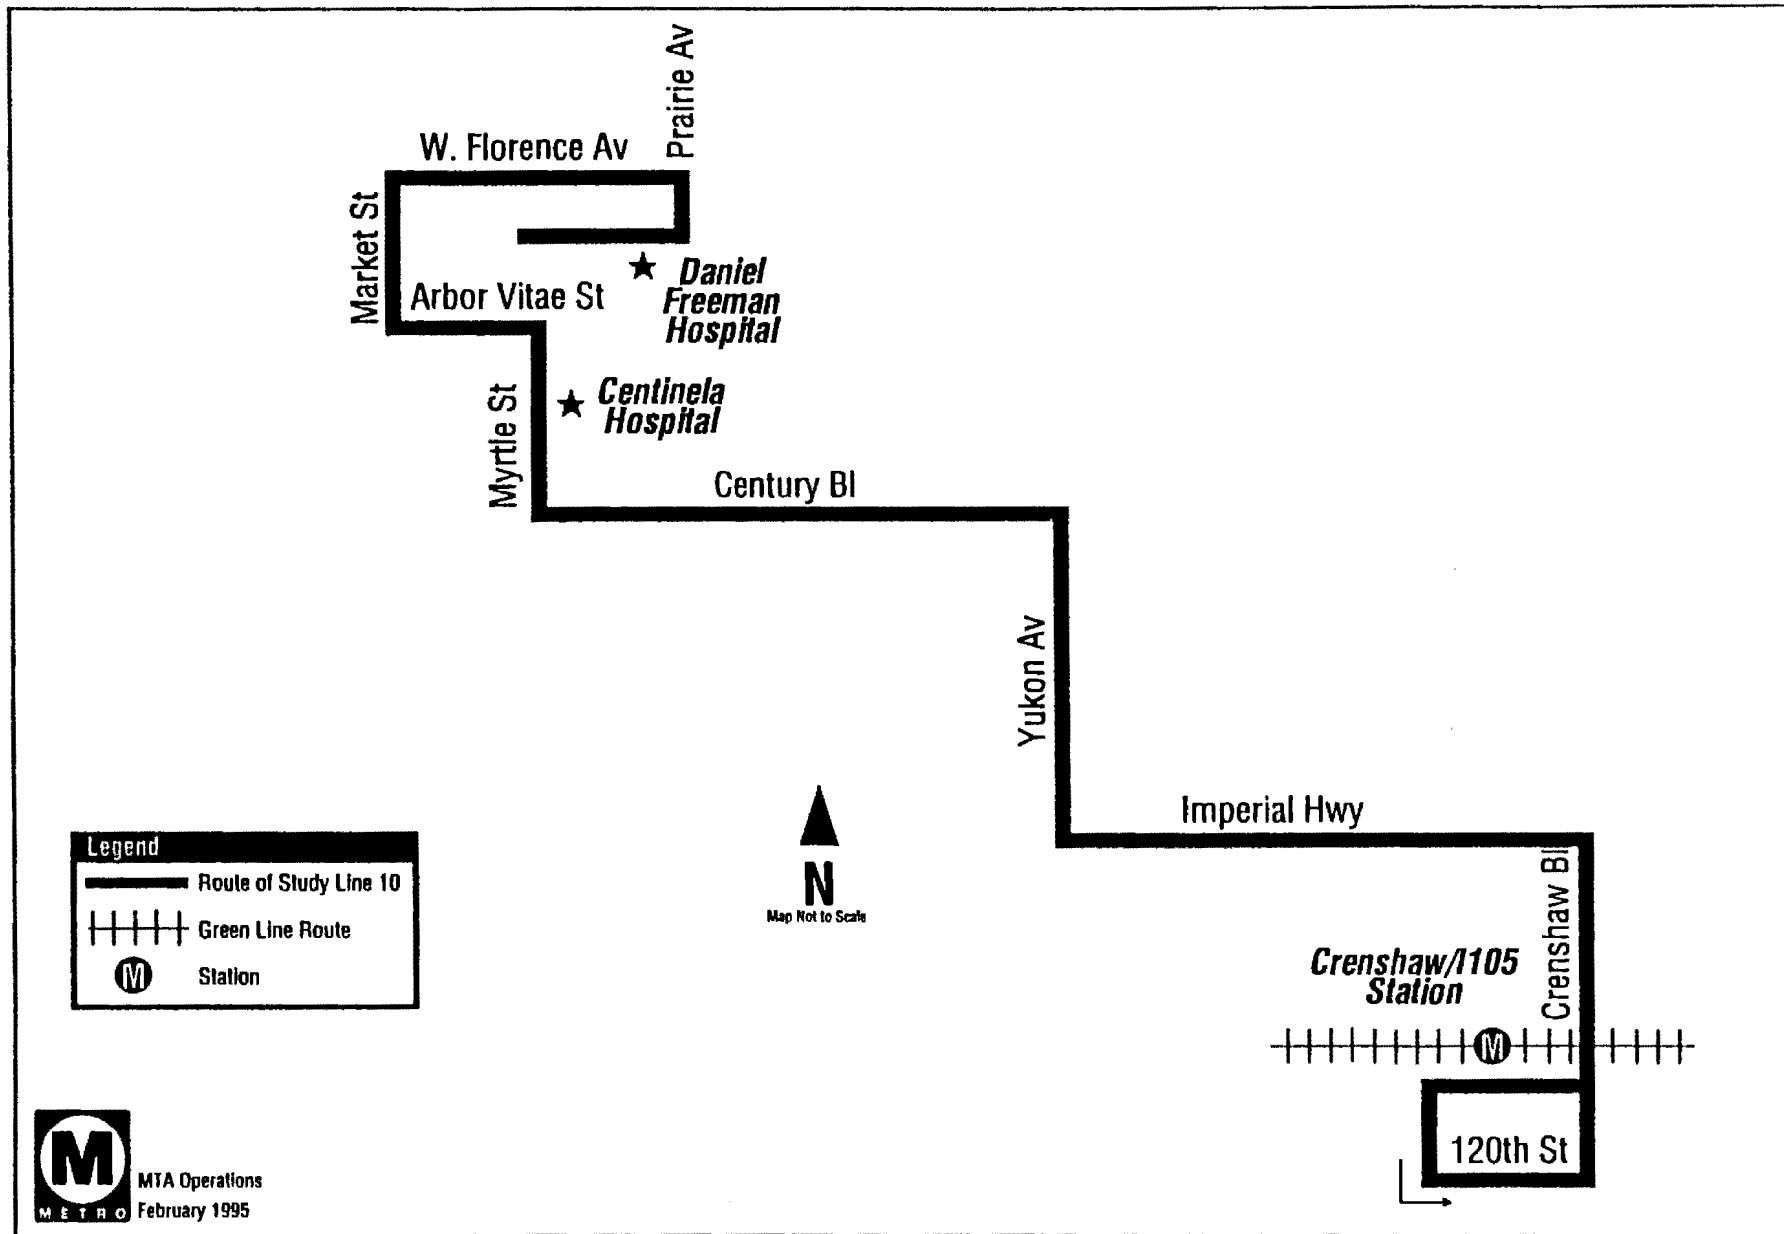 Prairie Av
W. Florence Av
Market St
Daniel
Freeman
Hospital
Arbor Vitae St
Centinela
Hospital
Myrtle St
Century Bl
Yukon Av
Imperial Hwy
Crenshaw Bl
Legend
Route of Study Line 10
Green Line Route
M
Station
N
Map Not to Scale
Crenshaw/I105
Station
M
120th St
M
METRO
MTA Operations
February 1995